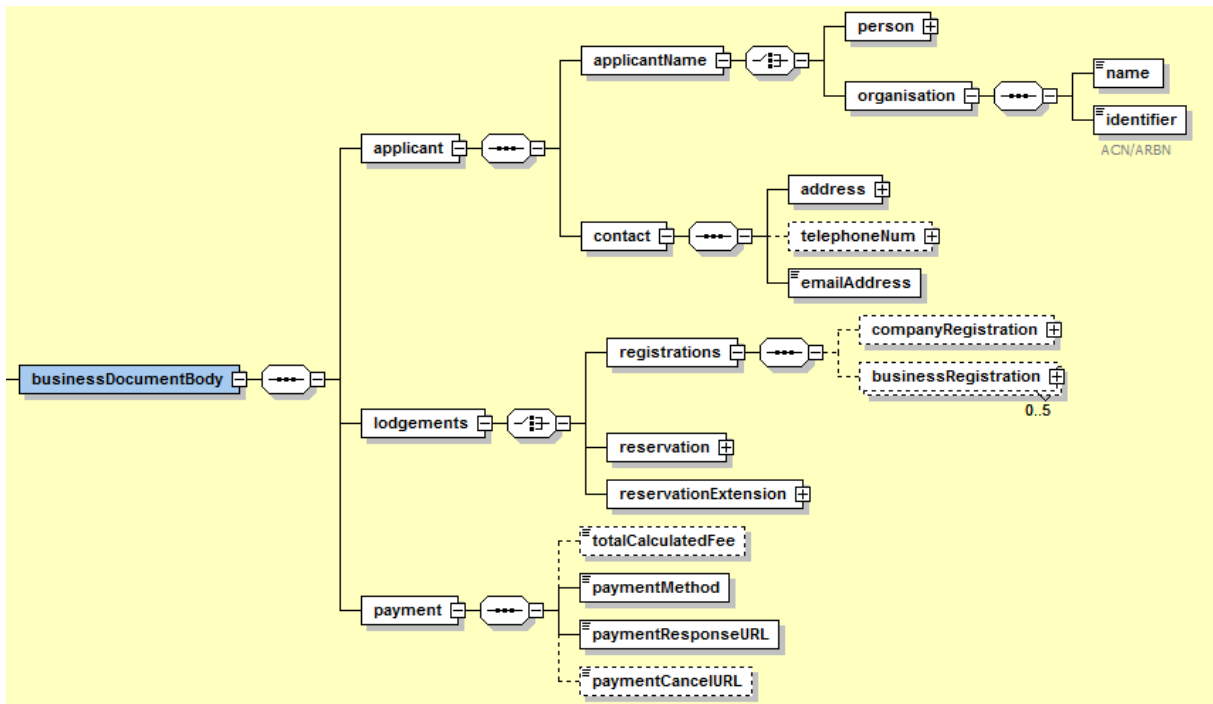 person
applicantName
name
organisation
identifier
applicant
ACN/ARBN
address
contact
telephoneNum
emailAddress
companyRegistration
registrations
businessRegistration
businessDocumentBody
0..5
lodgements
reservation
reservationExtension
totalCalculatedFee
paymentMethod
payment
paymentResponseURL
paymentCancelURL